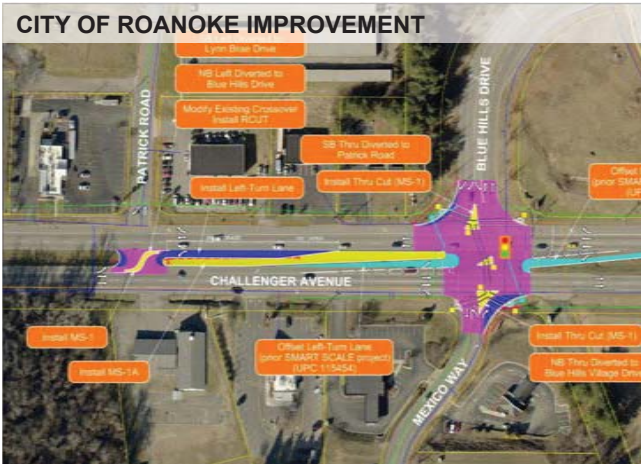 CITY OF ROANOKE IMPROVEMENT
Lynn Brae Drive
NB Left Diverted to
Blue Hills Drive
Modify Existing Crossover
Install RCUT
SB Thru Diverted to
Patrick Road
Install Left-Turn Lane
Install Thru Cut (MS-1)
PATRICK ROAD
BLUE HILLS DRIVE
Offset
(prior SMAR
(UP
CHALLENGER AVENUE
Install MS-1
Install MS-1A
Offset Left-Turn Lane
(prior SMART SCALE project)
(UPC 115454)
MEXICO WAY
Install Thru Cut (MS-1)
NB Thru Diverted to
Blue Hills Village Drive